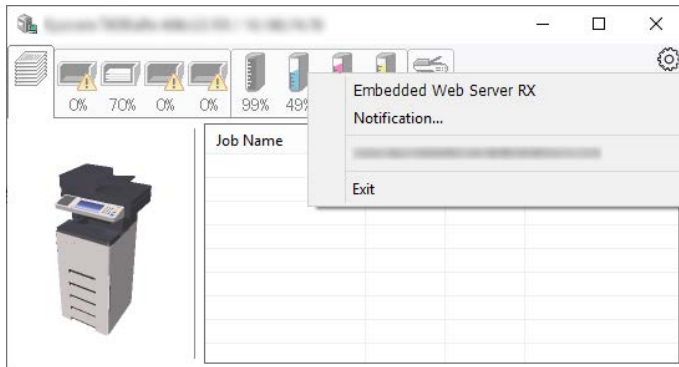 0% 70% 0% 0% 99% 49%
Embedded Web Server RX
Notification...
Exit
Job Name